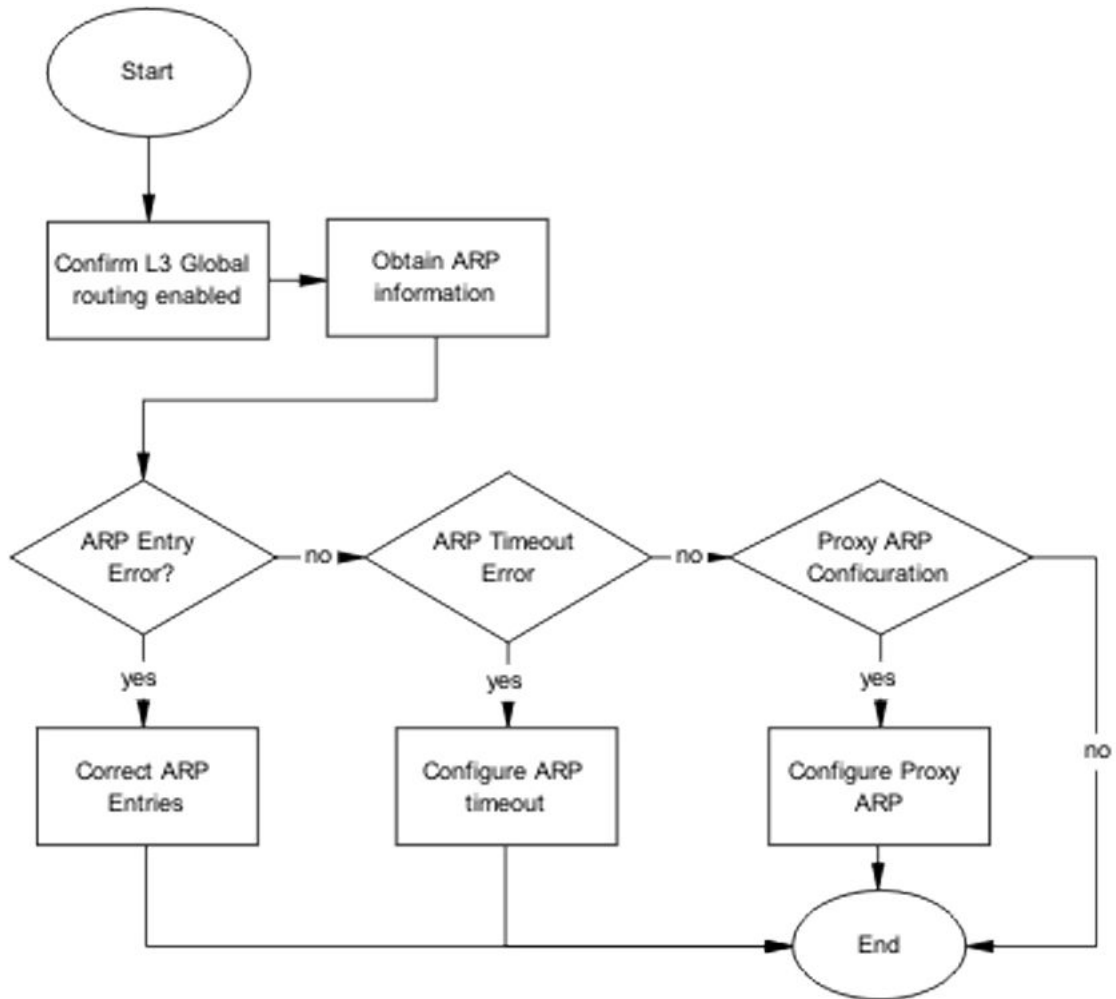 Start
Confirm L3 Global
routing enabled
Obtain ARP
information
ARP Entry
Error?
no
ARP Timeout
Error
no
Proxy ARP
Conficuration
yes
yes
yes
no
Correct ARP
Entries
Configure ARP
timeout
Configure Proxy
ARP
End